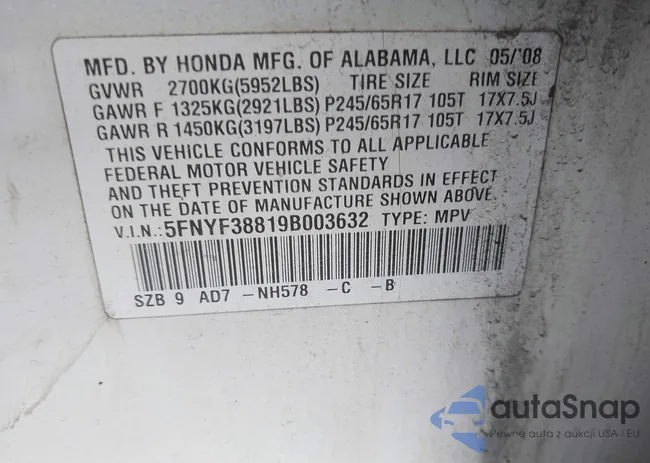 MFD. BY HONDA MFG. OF ALABAMA, LLC 05/'08
GVWR 2700KG(5952LBS) TIRE SIZE RIM SIZE
GAWR F 1325KG(2921LBS) P245/65R17 105T 17X7.5J
GAWR R 1450KG(3197LBS) P245/65R17 105T 17X7.5J
THIS VEHICLE CONFORMS TO ALL APPLICABLE
FEDERAL MOTOR VEHICLE SAFETY
AND THEFT PREVENTION STANDARDS IN EFFECT
ON THE DATE OF MANUFACTURE SHOWN ABOVE.
V.I.N.:5FNYF38819B003632 TYPE: MPV
SZB 9 AD7 -NH578 -C -B
autaSnap
Pewne auta z aukcji USA i EU